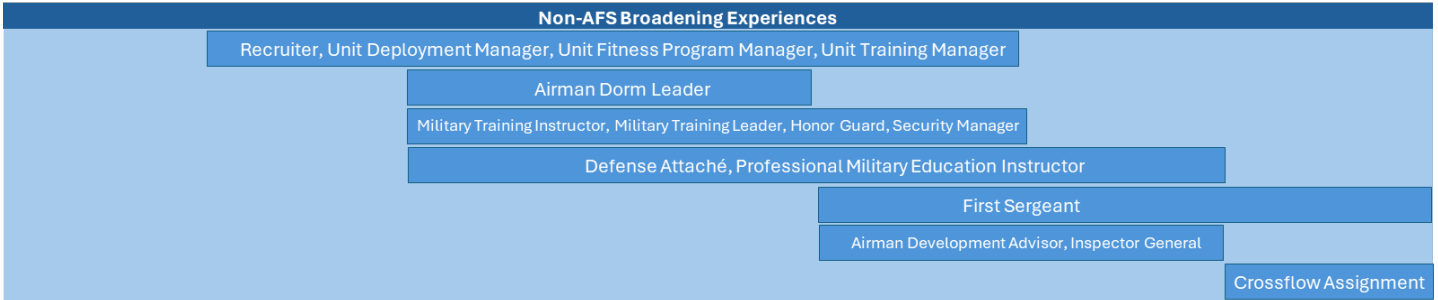 Non-AFS Broadening Experiences
Recruiter, Unit Deployment Manager, Unit Fitness Program Manager, Unit Training Manager
Airman Dorm Leader
Military Training Instructor, Military Training Leader, Honor Guard, Security Manager
Defense Attaché, Professional Military Education Instructor
First Sergeant
Airman Development Advisor, Inspector General
Crossflow Assignment